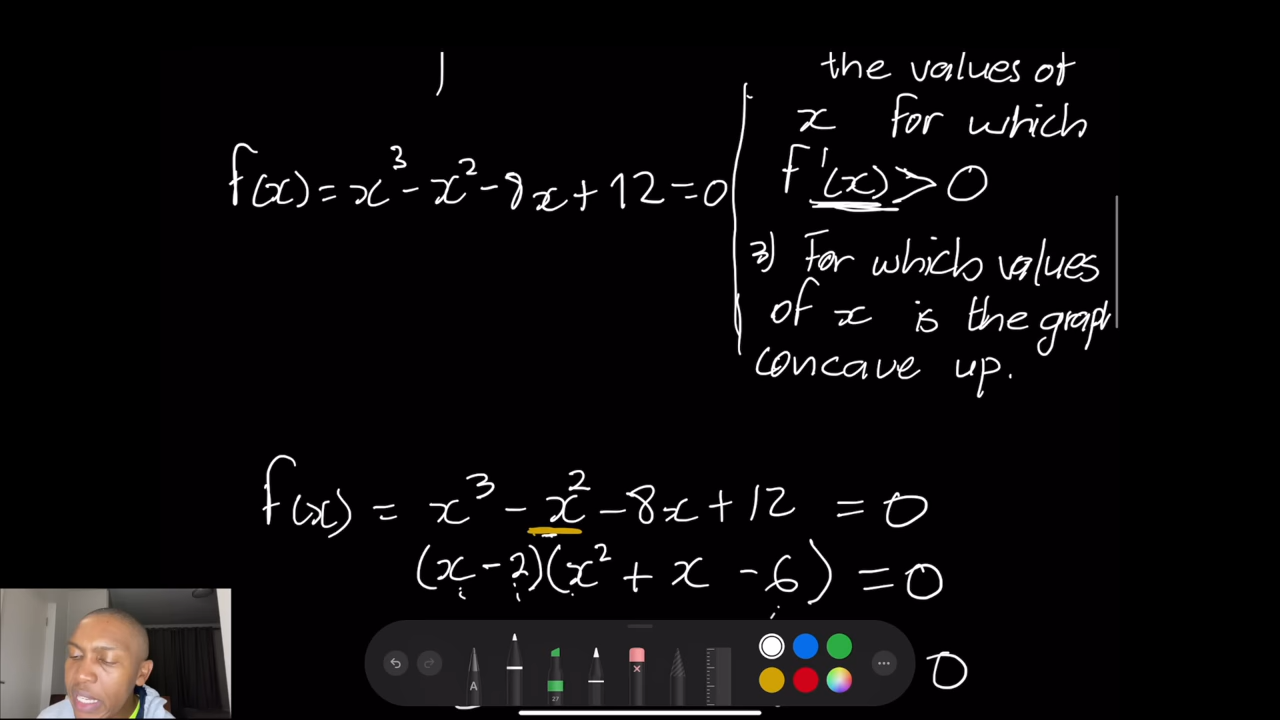 f(x) = x³ - x² - 8x + 12 = 0
the values of
x for which
f'(x) > 0
3) For which values
of x is the graph
concave up.
f(x) = x³ - x² - 8x + 12 = 0
(x - 2)(x² + x - 6) = 0
0
A
27